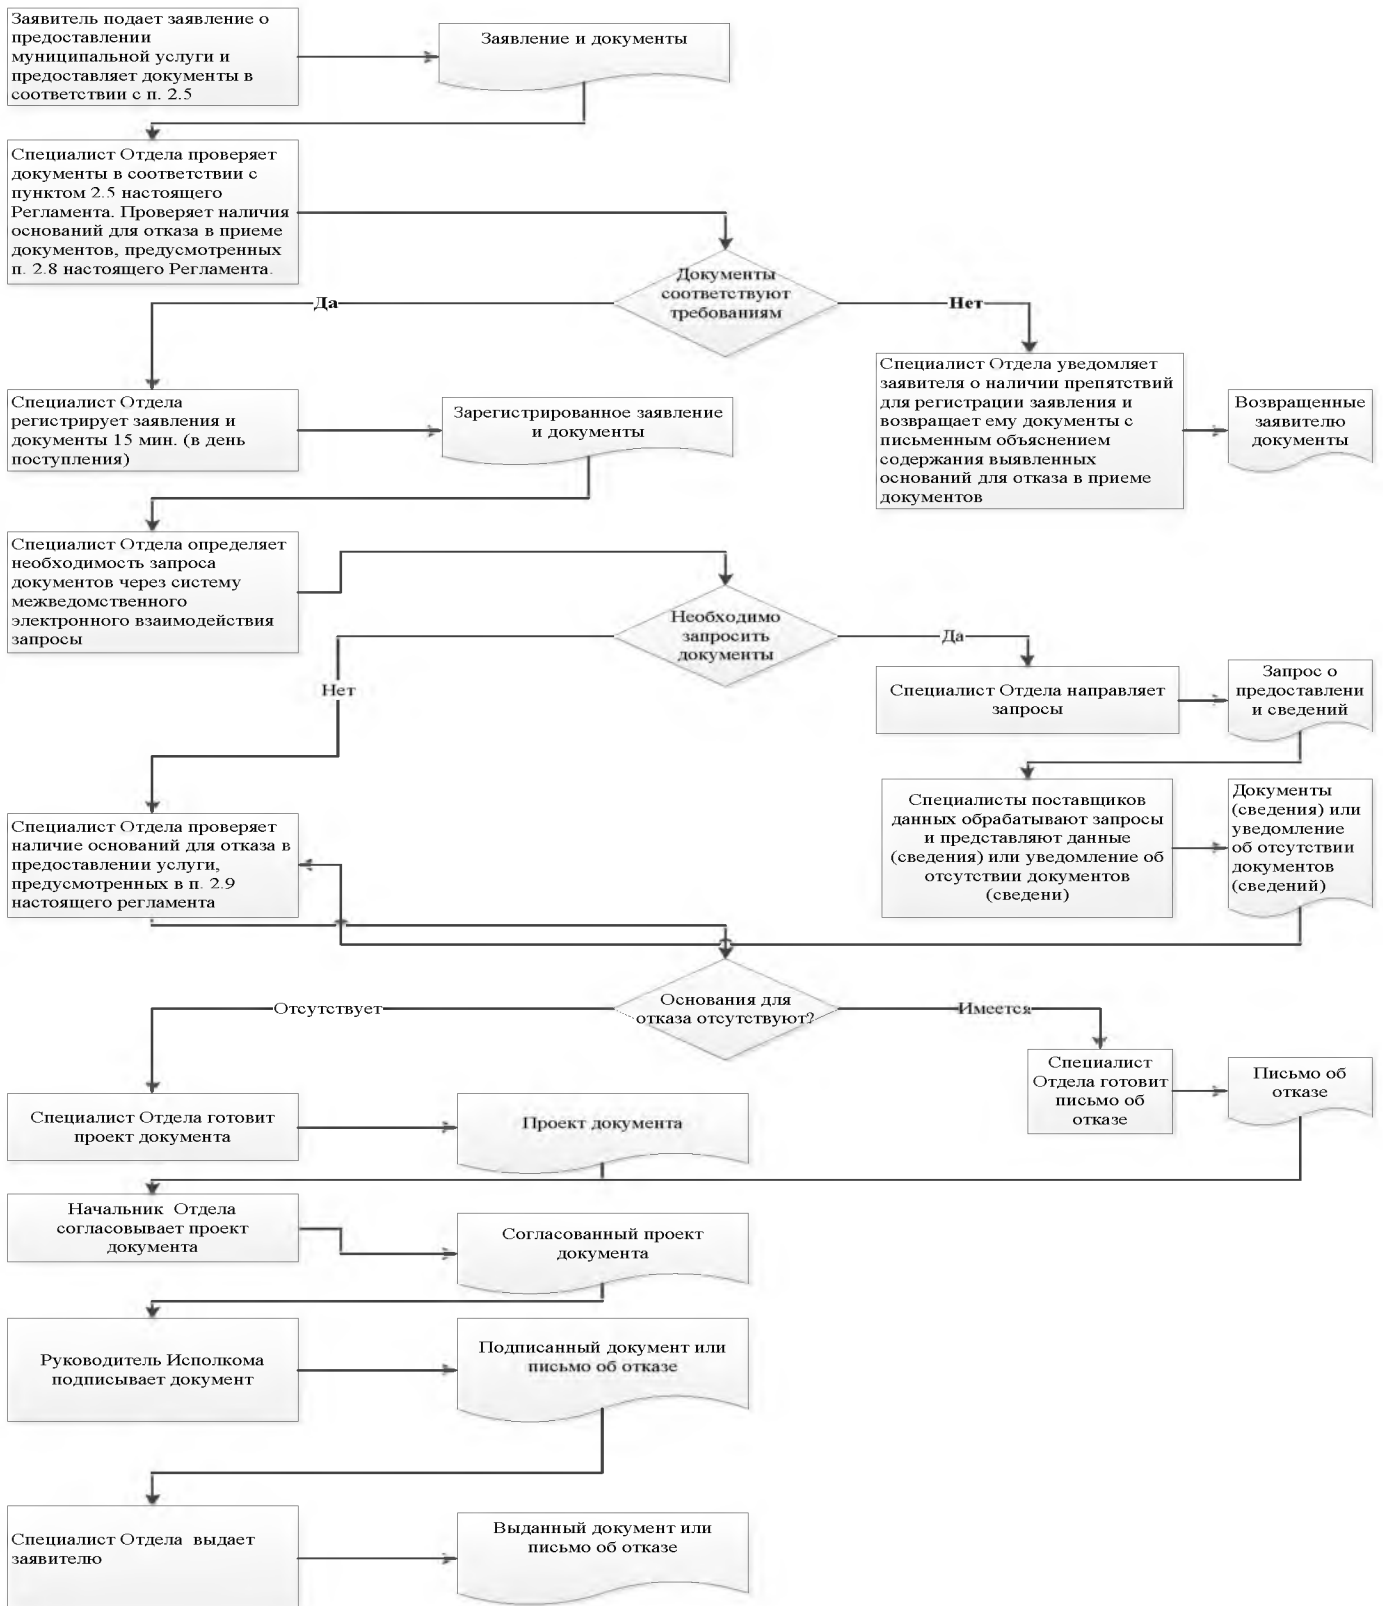 Заявитель подает заявление о
предоставлении
муниципальной услуги и
предоставляет документы в
соответствии с п. 2.5
Заявление и документы
Специалист Отдела проверяет
документы в соответствии с
пунктом 2.5 настоящего
Регламента. Проверяет наличия
оснований для отказа в приеме
документов, предусмотренных
п. 2.8 настоящего Регламента.
Документы
соответствуют
требованиям
Да
Нет
Специалист Отдела
регистрирует заявления и
документы 15 мин. (в день
поступления)
Зарегистрированное заявление
и документы
Специалист Отдела уведомляет
заявителя о наличии препятствий
для регистрации заявления и
возвращает ему документы с
письменным объяснением
содержания выявленных
оснований для отказа в приеме
документов
Возвращенные
заявителю
документы
Специалист Отдела определяет
необходимость запроса
документов через систему
межведомственного
электронного взаимодействия
запросы
Необходимо
запросить
документы
Да
Нет
Специалист Отдела направляет
запросы
Запрос о
предоставлени
и сведений
Специалисты поставщиков
данных обрабатывают запросы
и представляют данные
(сведения) или уведомление об
отсутствии документов
(сведени)
Документы
(сведения) или
уведомление
об отсутствии
документов
(сведений)
Специалист Отдела проверяет
наличие оснований для отказа в
предоставлении услуги,
предусмотренных в п. 2.9
настоящего регламента
Основания для
отказа отсутствуют?
Отсутствует
Имеется
Специалист
Отдела готовит
письмо об
отказе
Письмо об
отказе
Специалист Отдела готовит
проект документа
Проект документа
Начальник Отдела
согласовывает проект
документа
Согласованный проект
документа
Руководитель Исполкома
подписывает документ
Подписанный документ или
письмо об отказе
Специалист Отдела выдает
заявителю
Выданный документ или
письмо об отказе